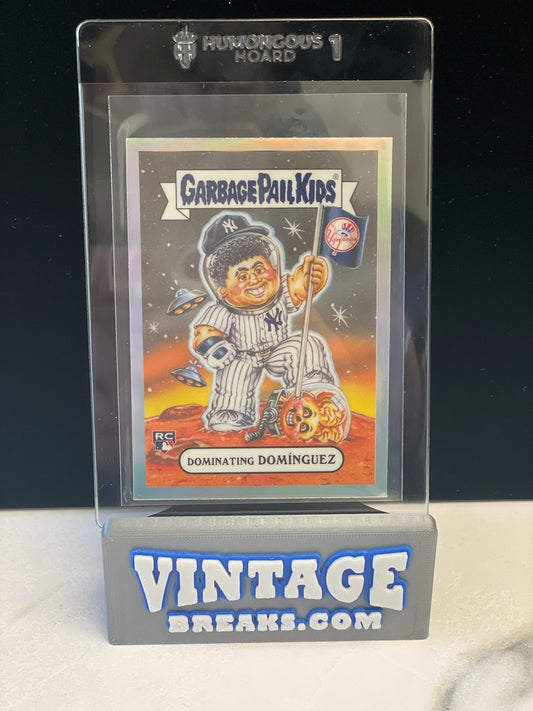 HUMONGOUS
HOARD
1
GARBAGE PAIL KIDS®
NY
Yankees
NY
RC
DOMINATING DOMÍNGUEZ
VINTAGE
BREAKS.COM